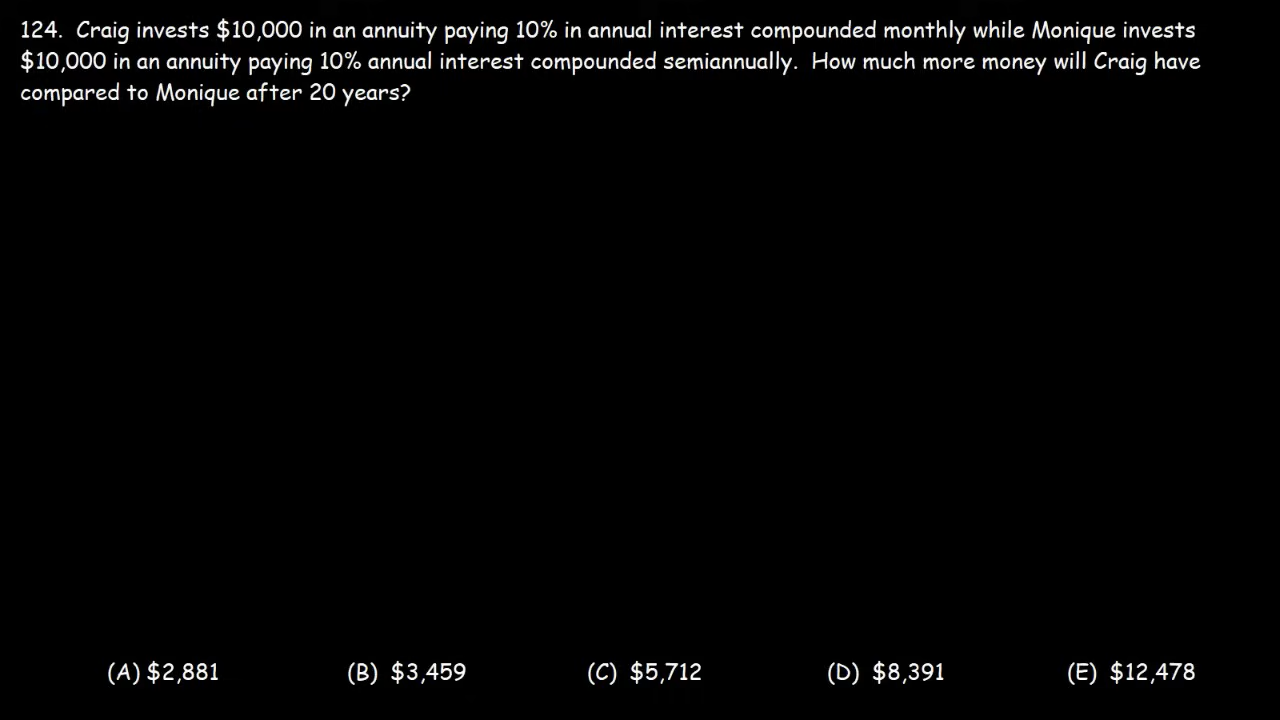 124. Craig invests $10,000 in an annuity paying 10% in annual interest compounded monthly while Monique invests
$10,000 in an annuity paying 10% annual interest compounded semiannually. How much more money will Craig have
compared to Monique after 20 years?
(A) $2,881 (B) $3,459 (C) $5,712 (D) $8,391 (E) $12,478